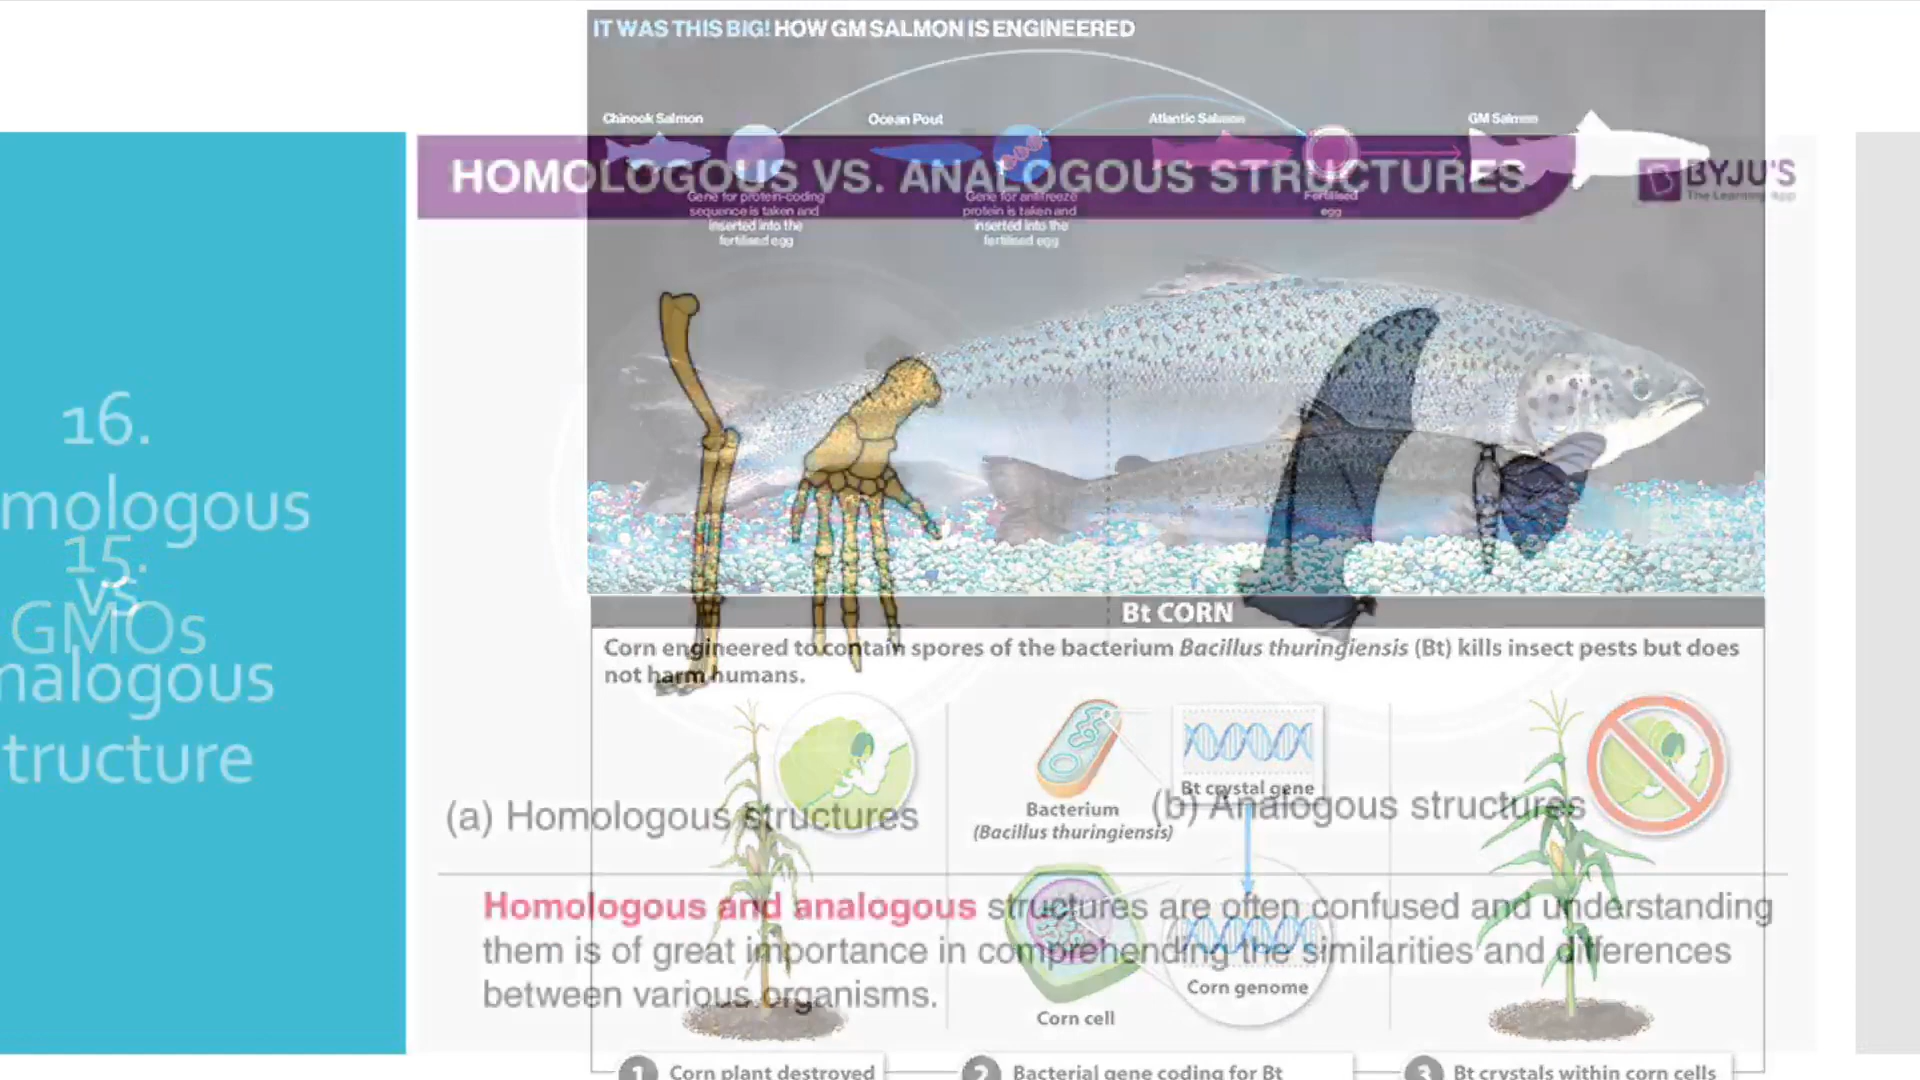 16.
mologous
vs
nalogous
tructure
15.
GMOs
IT WAS THIS BIG! HOW GM SALMON IS ENGINEERED
Chinook Salmon
Ocean Pout
Atlantic Salmon
GM Salmon
Gene for protein-coding
sequence is taken and
inserted into the
fertilised egg
Gene for antifreeze
protein is taken and
inserted into the
fertilised egg
Fertilised
egg
HOMOLOGOUS VS. ANALOGOUS STRUCTURES
BYJU'S
The Learning App
Bt CORN
Corn engineered to contain spores of the bacterium Bacillus thuringiensis (Bt) kills insect pests but does
not harm humans.
Bt crystal gene
Bacterium
(Bacillus thuringiensis)
(a) Homologous structures
(b) Analogous structures
Homologous and analogous structures are often confused and understanding
them is of great importance in comprehending the similarities and differences
between various organisms.
Corn genome
Corn cell
1 Corn plant destroyed
2 Bacterial gene coding for Bt
3 Bt crystals within corn cells